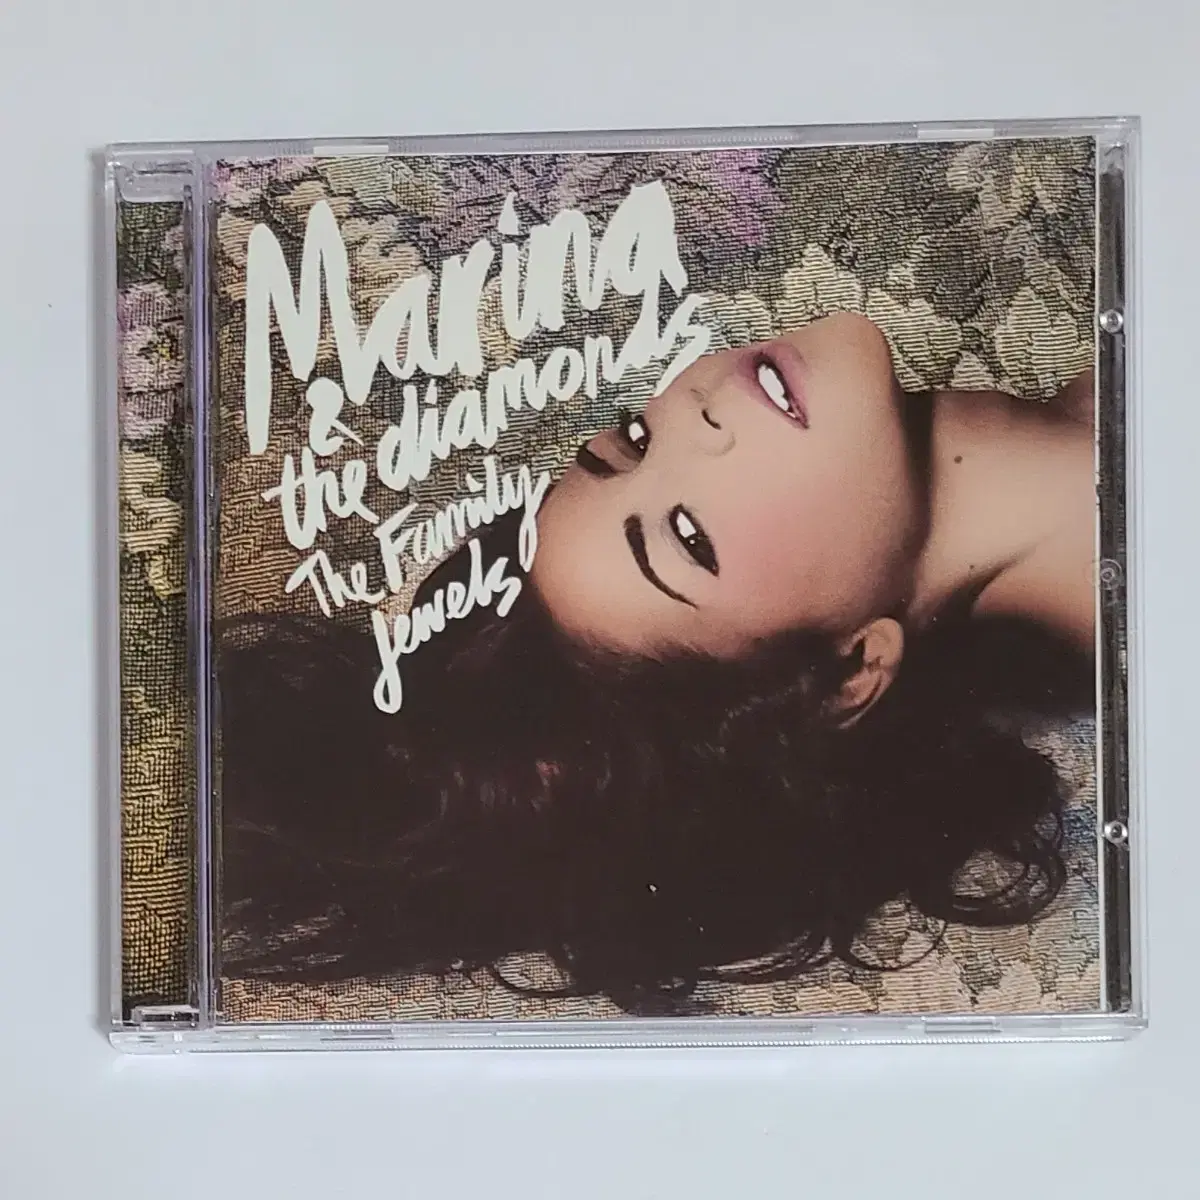 Marina
&
the diamonds
The Family
Jewels